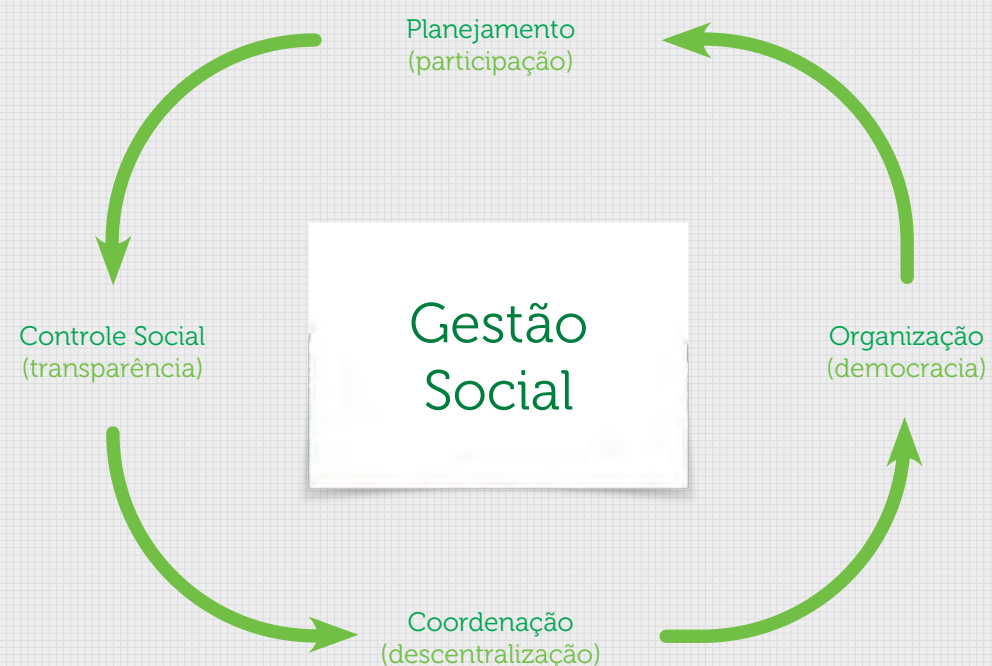 Planejamento
(participação)
Controle Social
(transparência)
Gestão
Social
Organização
(democracia)
Coordenação
(descentralização)